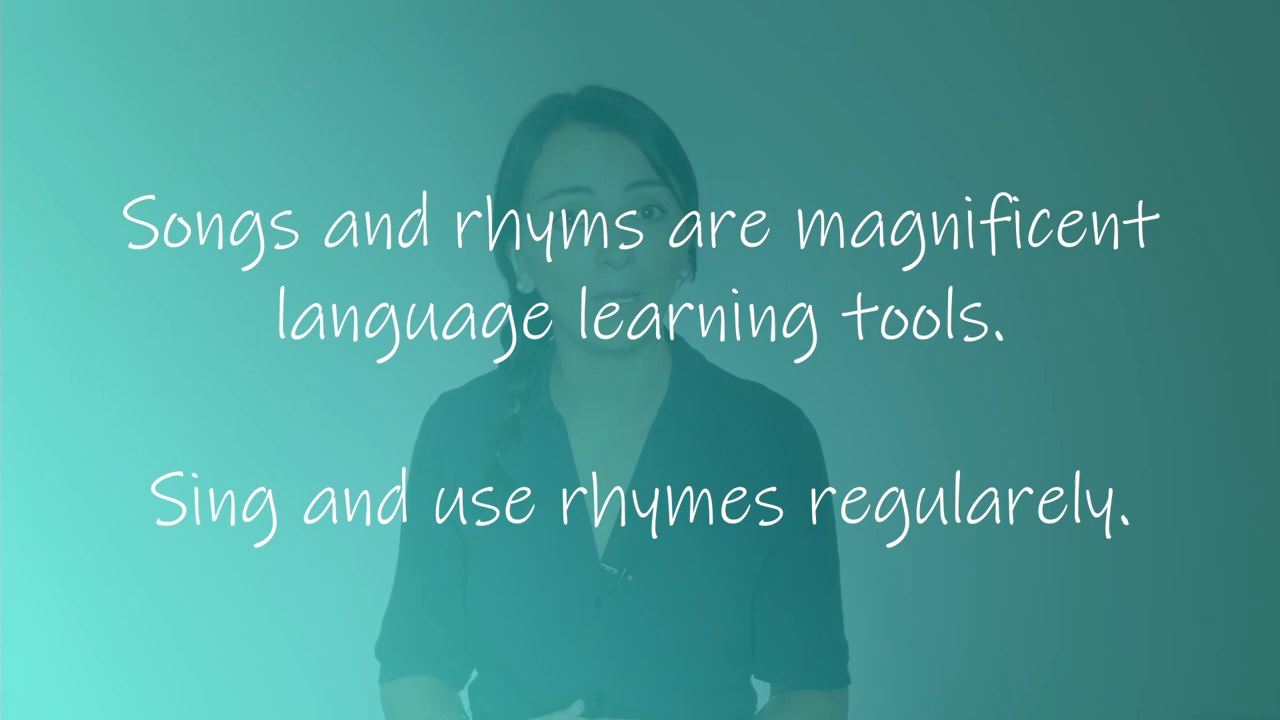 Songs and rhyms are magnificent
language learning tools.
Sing and use rhymes regularely.